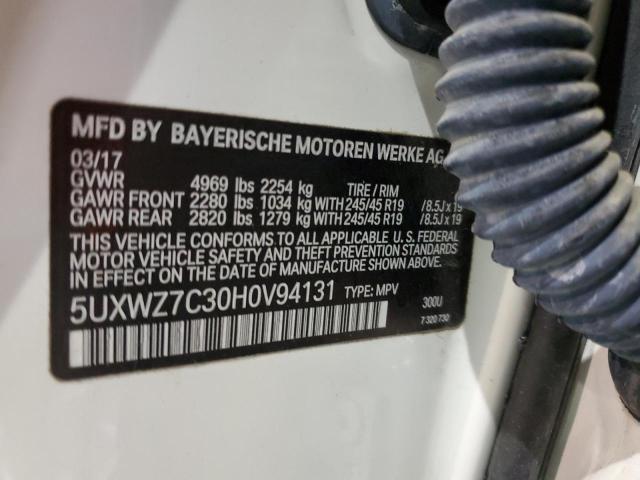 MFD BY BAYERISCHE MOTOREN WERKE AG
03/17
GVWR 4969 lbs 2254 kg TIRE / RIM
GAWR FRONT 2280 lbs 1034 kg WITH 245/45 R19 / 8.5J x 19
GAWR REAR 2820 lbs 1279 kg WITH 245/45 R19 / 8.5J x 19
THIS VEHICLE CONFORMS TO ALL APPLICABLE U. S. FEDERAL
MOTOR VEHICLE SAFETY AND THEFT PREVENTION STANDARDS
IN EFFECT ON THE DATE OF MANUFACTURE SHOWN ABOVE.
5UXWZ7C30H0V94131 TYPE: MPV
300U
7 320 730